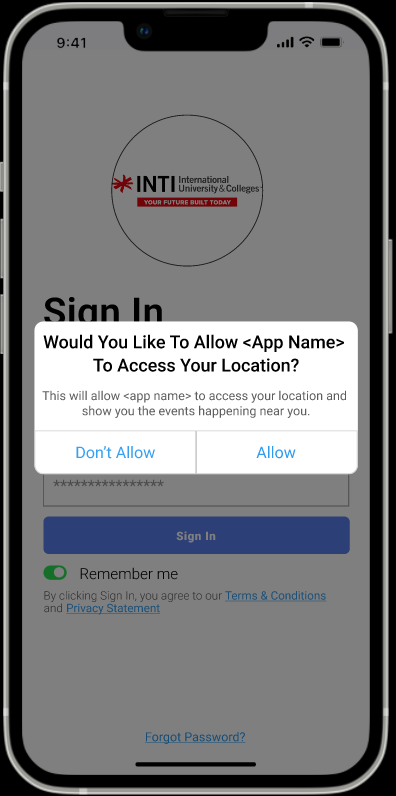 9:41
INTI International
University & Colleges
YOUR FUTURE BUILT TODAY
Sign In
Would You Like To Allow <App Name>
To Access Your Location?
This will allow <app name> to access your location and
show you the events happening near you.
Don't Allow
Allow
****************
Sign In
Remember me
By clicking Sign In, you agree to our Terms & Conditions
and Privacy Statement
Forgot Password?